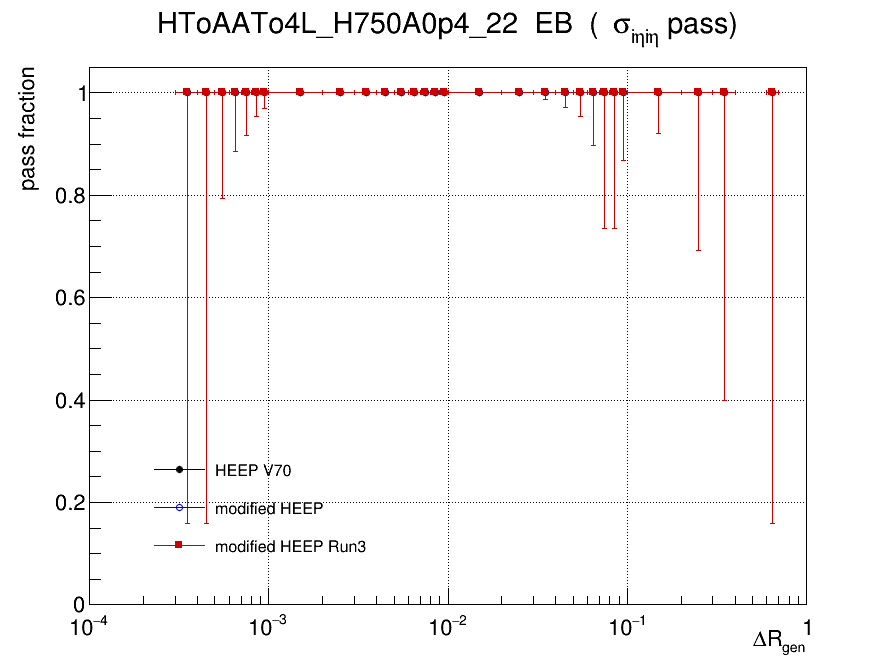 HToAATo4L_H750A0p4_22 EB ( σiηiη pass)
pass fraction
1
0.8
0.6
0.4
0.2
0
HEEP V70
modified HEEP
modified HEEP Run3
10−4 10−3 10−2 10−1 1
ΔRgen